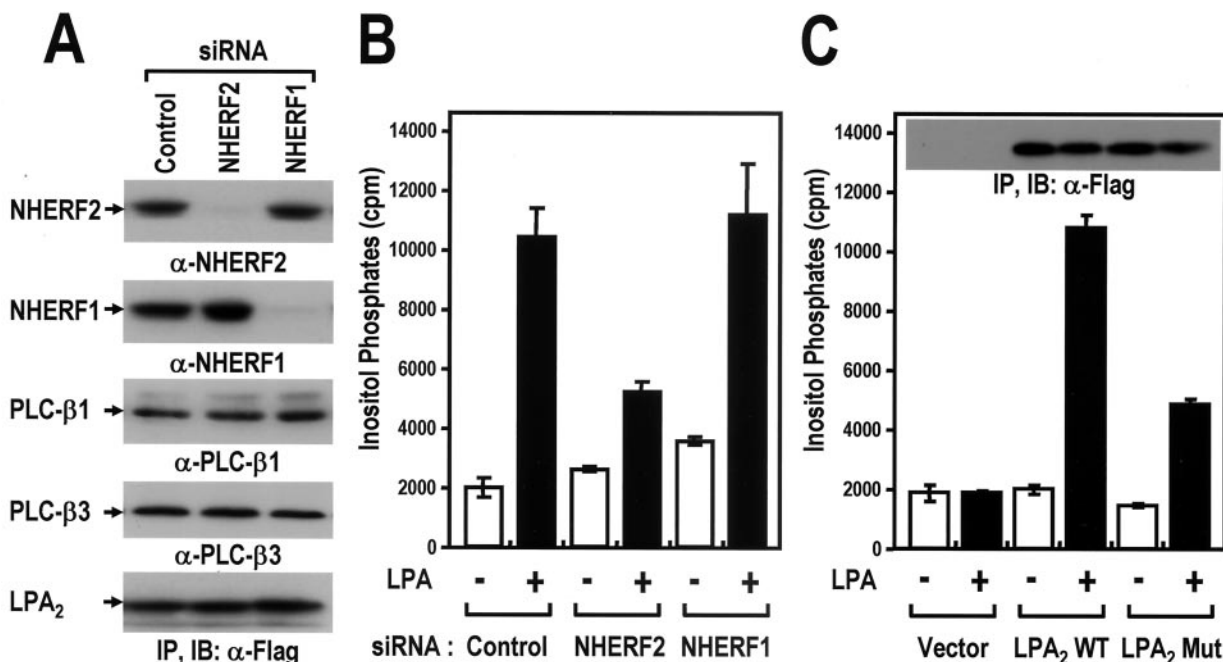 A
siRNA
Control
NHERF2
NHERF1
NHERF2
α-NHERF2
NHERF1
α-NHERF1
PLC-β1
α-PLC-β1
PLC-β3
α-PLC-β3
LPA₂
IP, IB: α-Flag
B
Inositol Phosphates (cpm)
14000
12000
10000
8000
6000
4000
2000
0
LPA - + - + - +
siRNA : Control NHERF2 NHERF1
C
Inositol Phosphates (cpm)
14000
12000
10000
8000
6000
4000
2000
0
IP, IB: α-Flag
LPA - + - + - +
Vector LPA₂ WT LPA₂ Mut